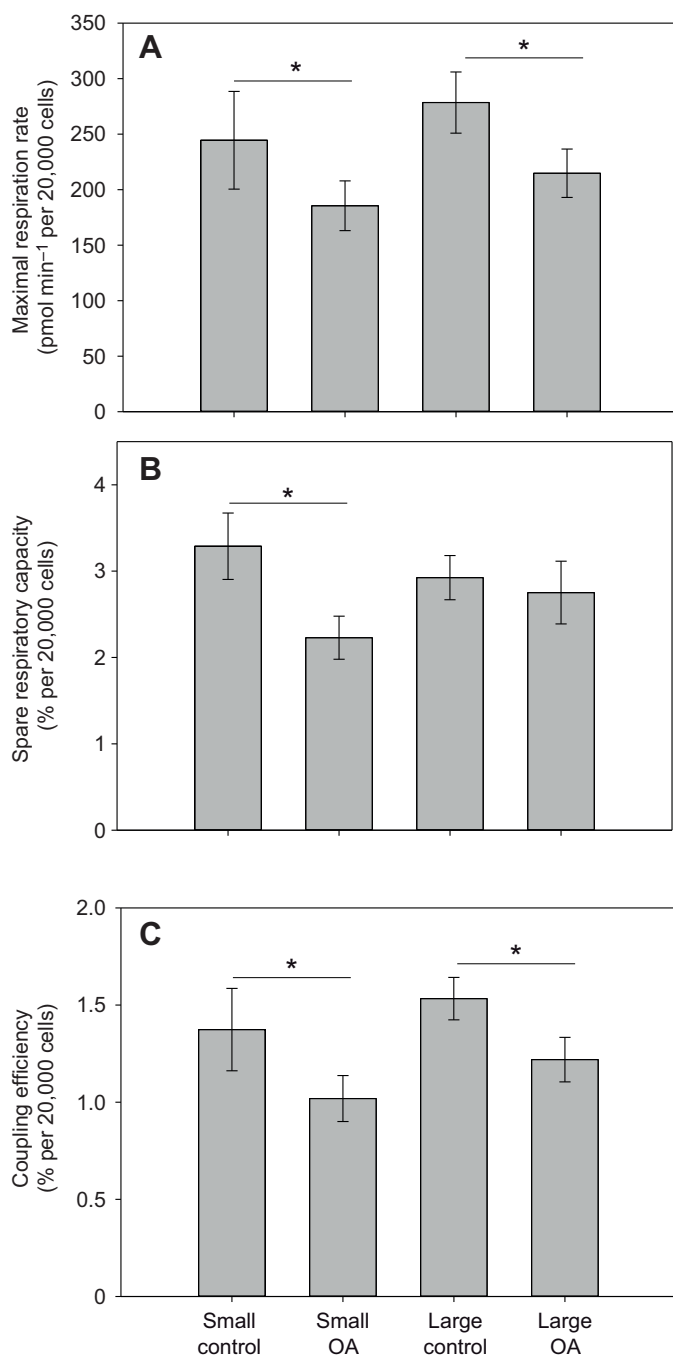 A
350
300
250
200
150
100
50
0
Maximal respiration rate
(pmol min⁻¹ per 20,000 cells)
*
*
B
4
3
2
1
0
Spare respiratory capacity
(% per 20,000 cells)
*
C
2.0
1.5
1.0
0.5
0
Coupling efficiency
(% per 20,000 cells)
*
*
Small
control
Small
OA
Large
control
Large
OA